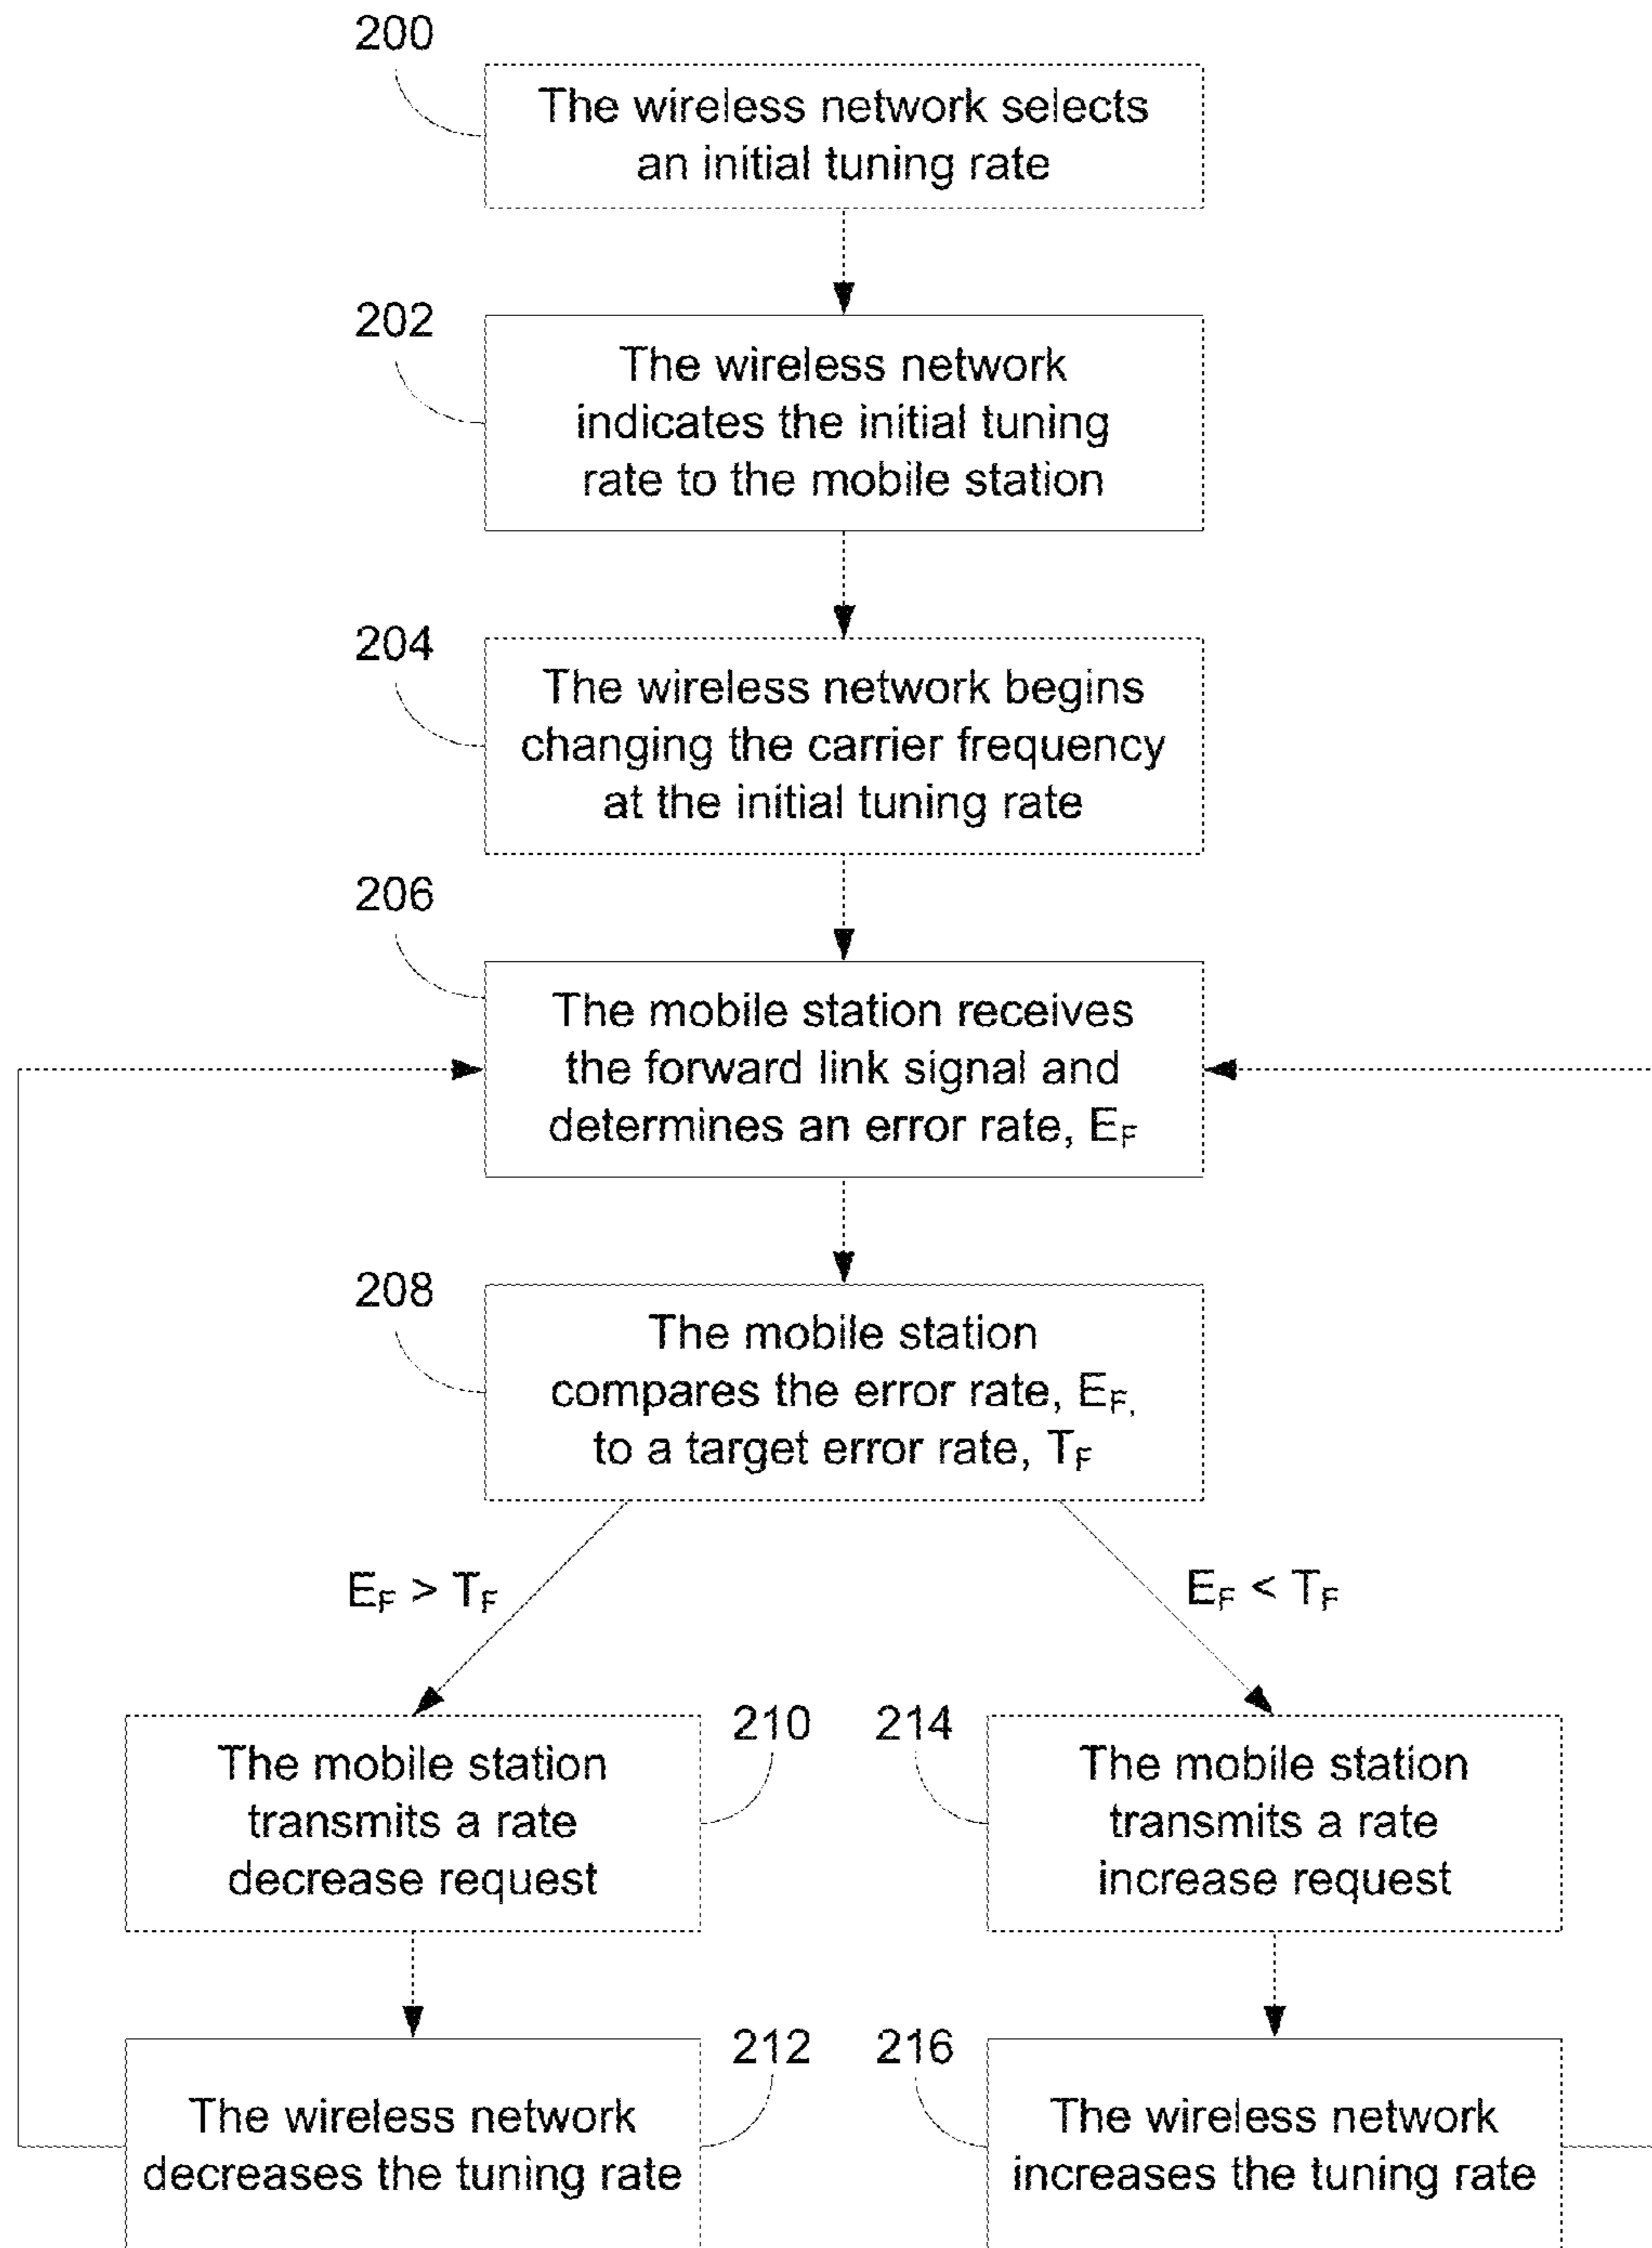 200
The wireless network selects
an initial tuning rate
202
The wireless network
indicates the initial tuning
rate to the mobile station
204
The wireless network begins
changing the carrier frequency
at the initial tuning rate
206
The mobile station receives
the forward link signal and
determines an error rate, EF
208
The mobile station
compares the error rate, EF,
to a target error rate, TF
EF > TF
EF < TF
210
The mobile station
transmits a rate
decrease request
214
The mobile station
transmits a rate
increase request
212
The wireless network
decreases the tuning rate
216
The wireless network
increases the tuning rate